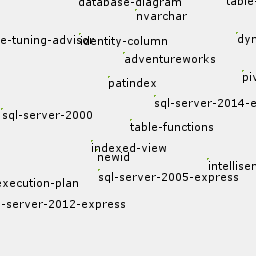 database-diagram
table-
nvarchar
e-tuning-advisor
identity-column
dyn
adventureworks
piv
patindex
sql-server-2014-e
sql-server-2000
table-functions
indexed-view
newid
intellisen
sql-server-2005-express
execution-plan
-server-2012-express